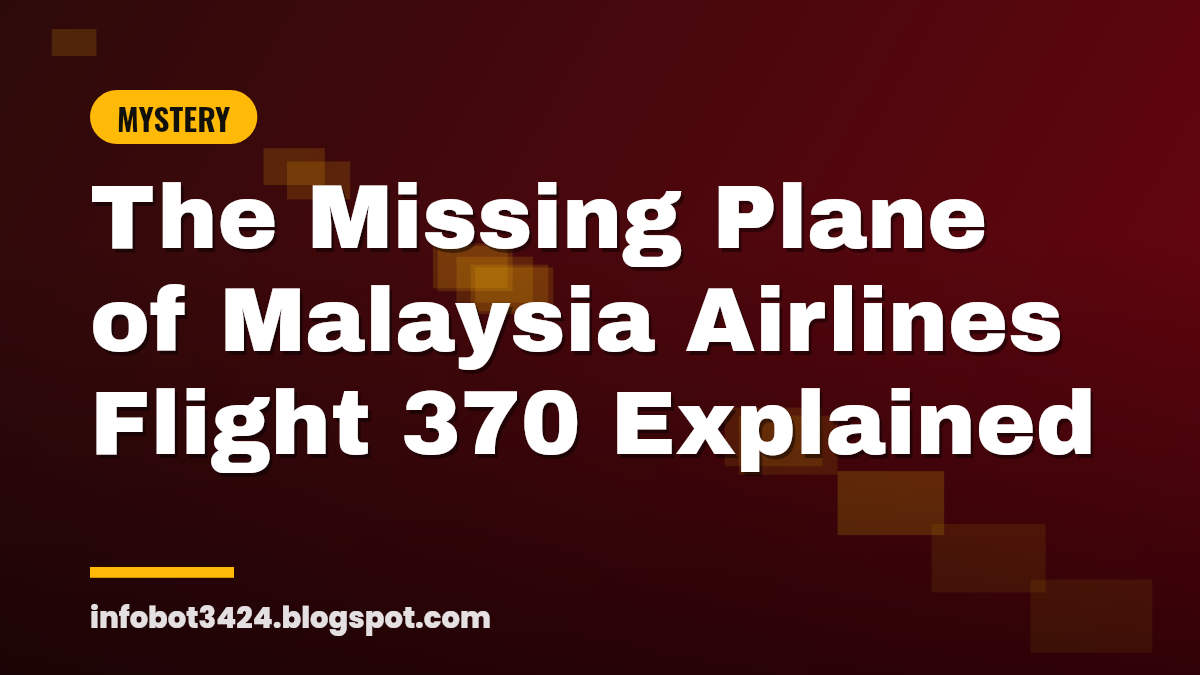 MYSTERY
The Missing Plane
of Malaysia Airlines
Flight 370 Explained
infobot3424.blogspot.com